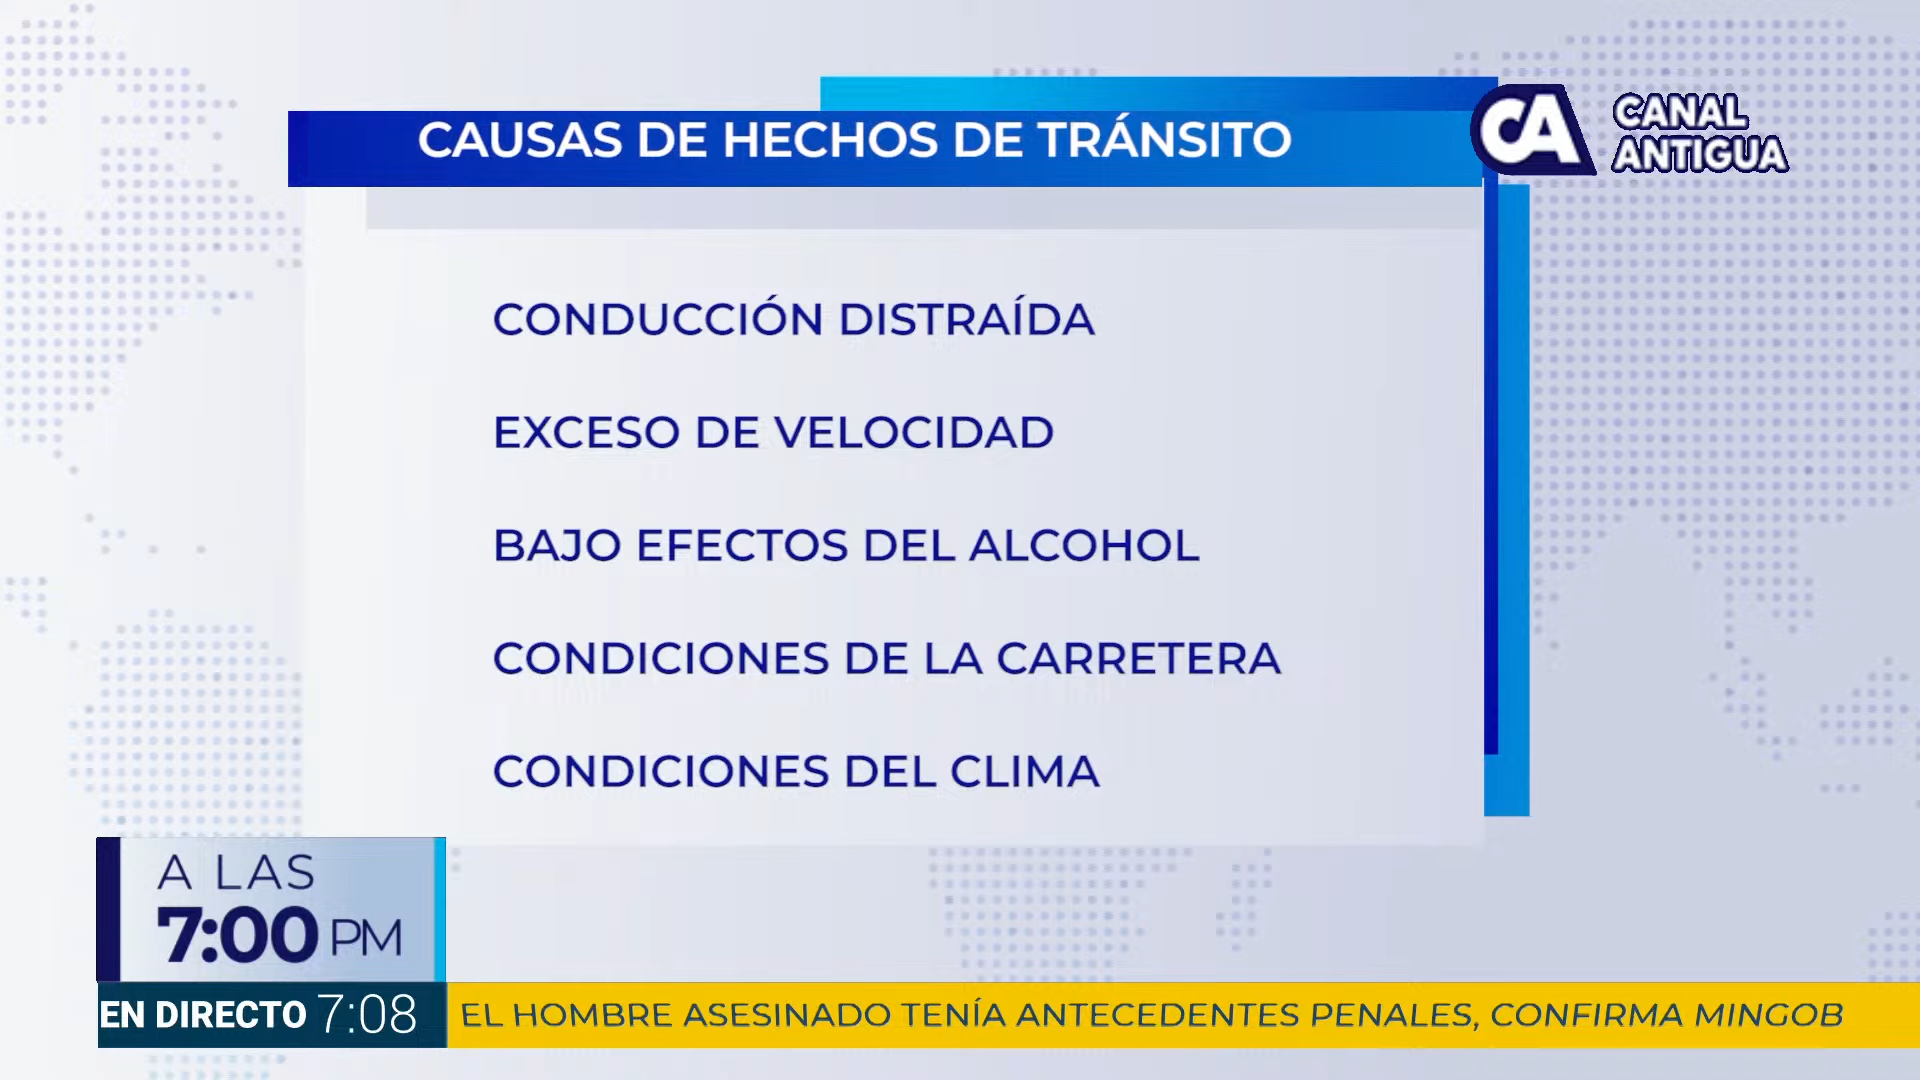 CAUSAS DE HECHOS DE TRÁNSITO
CA CANAL
ANTIGUA
CONDUCCIÓN DISTRAÍDA
EXCESO DE VELOCIDAD
BAJO EFECTOS DEL ALCOHOL
CONDICIONES DE LA CARRETERA
CONDICIONES DEL CLIMA
A LAS
7:00 PM
EN DIRECTO 7:08
EL HOMBRE ASESINADO TENÍA ANTECEDENTES PENALES, CONFIRMA MINGOB